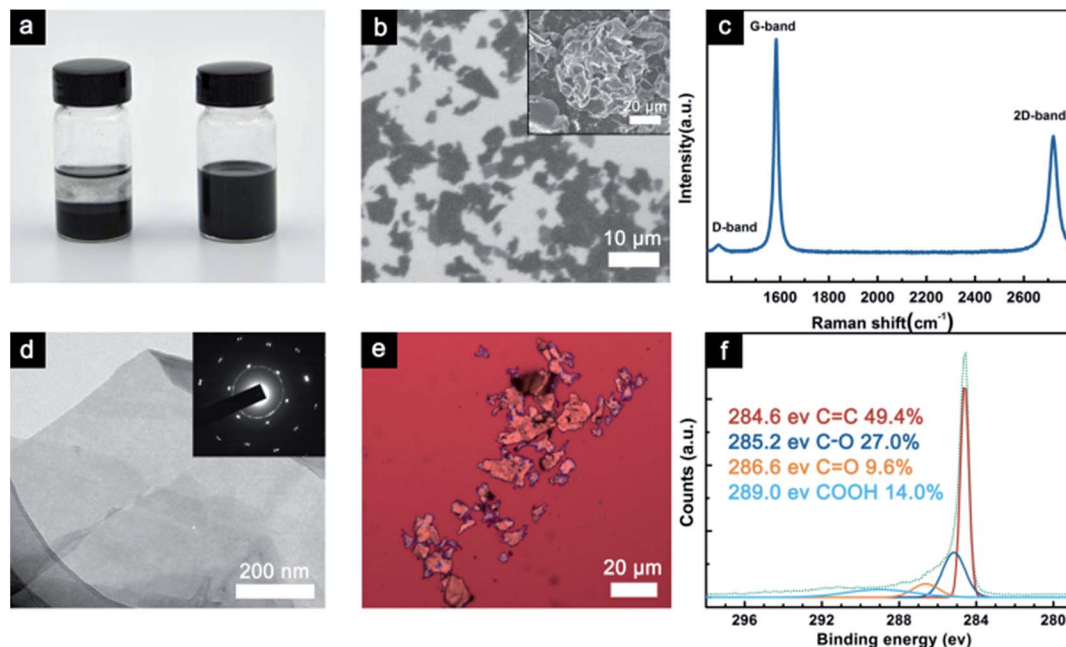 a
b
20 µm
10 µm
c
G-band
2D-band
D-band
Intensity(a.u.)
1600 1800 2000 2200 2400 2600
Raman shift(cm⁻¹)
d
200 nm
e
20 µm
f
284.6 ev C=C 49.4%
285.2 ev C-O 27.0%
286.6 ev C=O 9.6%
289.0 ev COOH 14.0%
Counts (a.u.)
296 292 288 284 280
Binding energy (ev)